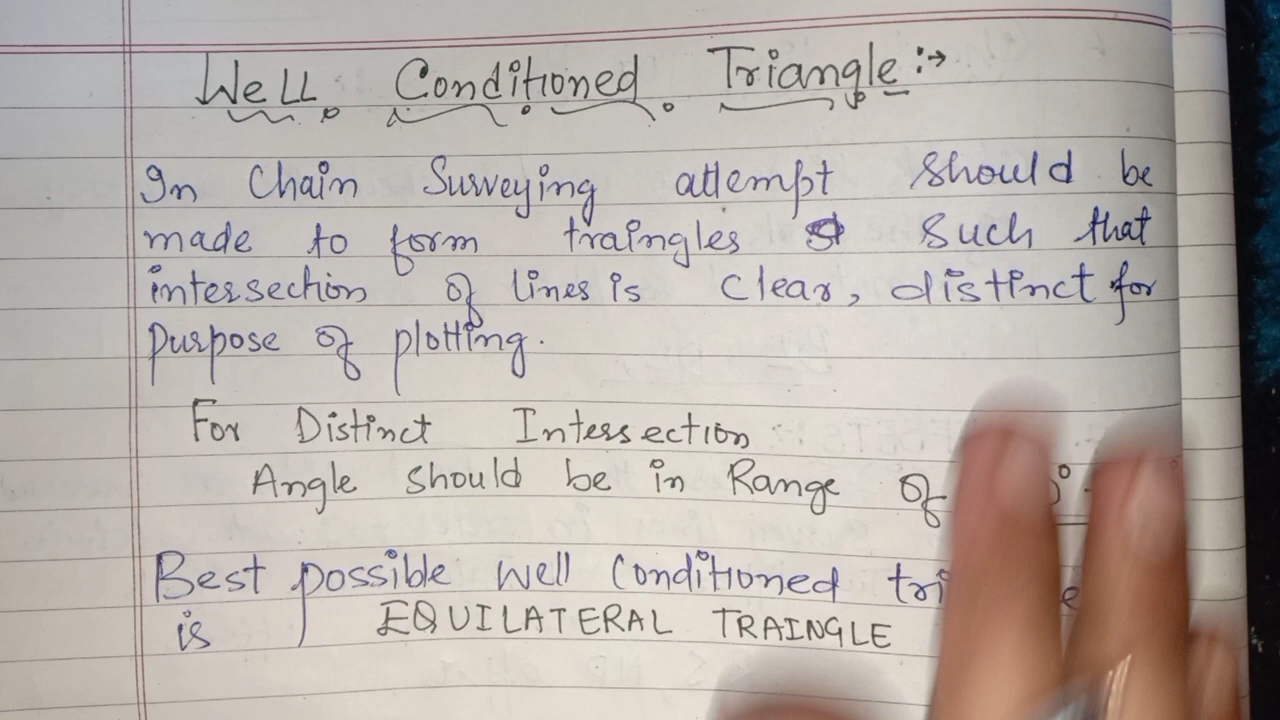 Well Conditioned Triangle :→
In Chain Surveying attempt should be
made to form traingles such that
intersection of lines is clear, distinct for
purpose of plotting.
For Distinct Intersection
Angle should be in Range of
Best possible well conditioned
is EQUILATERAL TRAINGLE